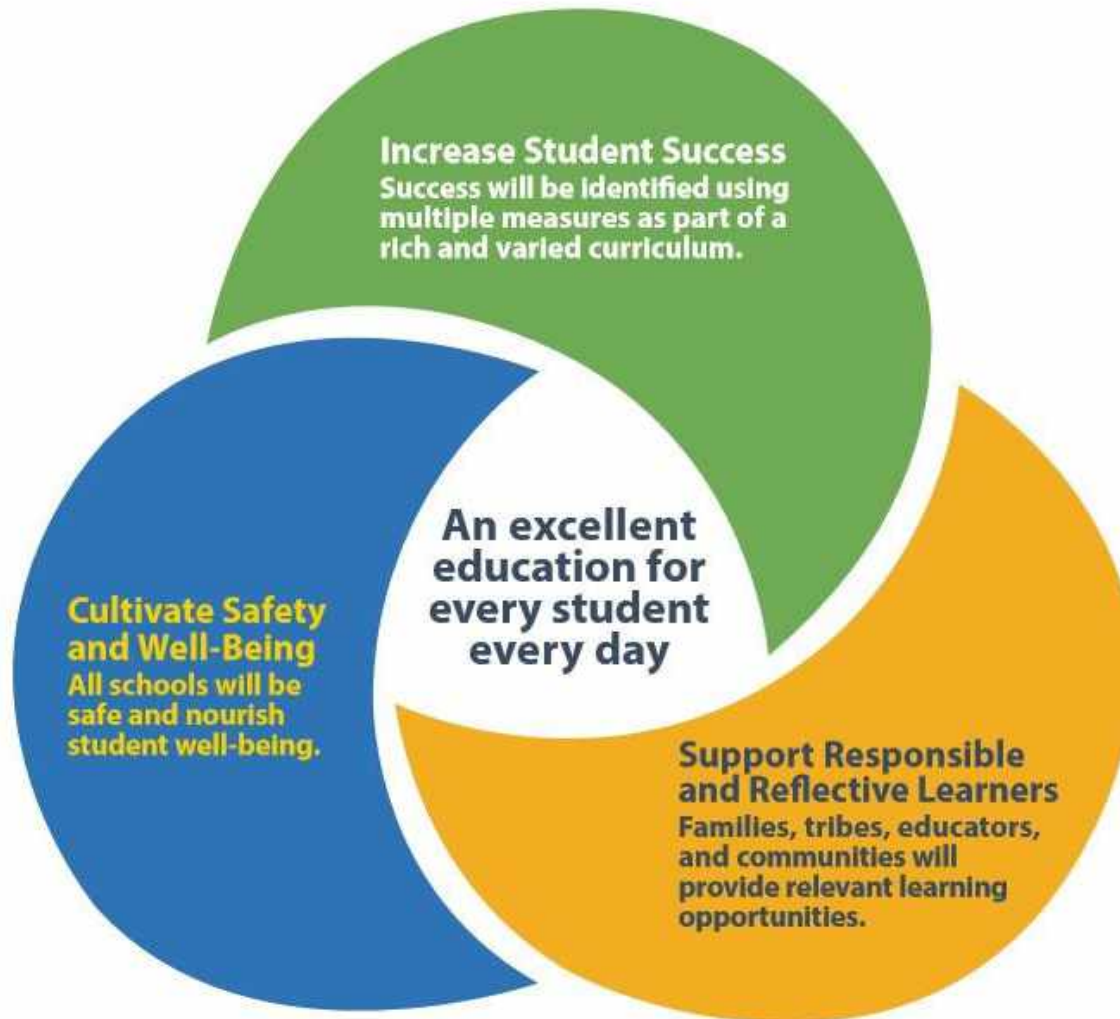 Increase Student Success
Success will be identified using
multiple measures as part of a
rich and varied curriculum.
An excellent
education for
every student
every day
Cultivate Safety
and Well-Being
All schools will be
safe and nourish
student well-being.
Support Responsible
and Reflective Learners
Families, tribes, educators,
and communities will
provide relevant learning
opportunities.